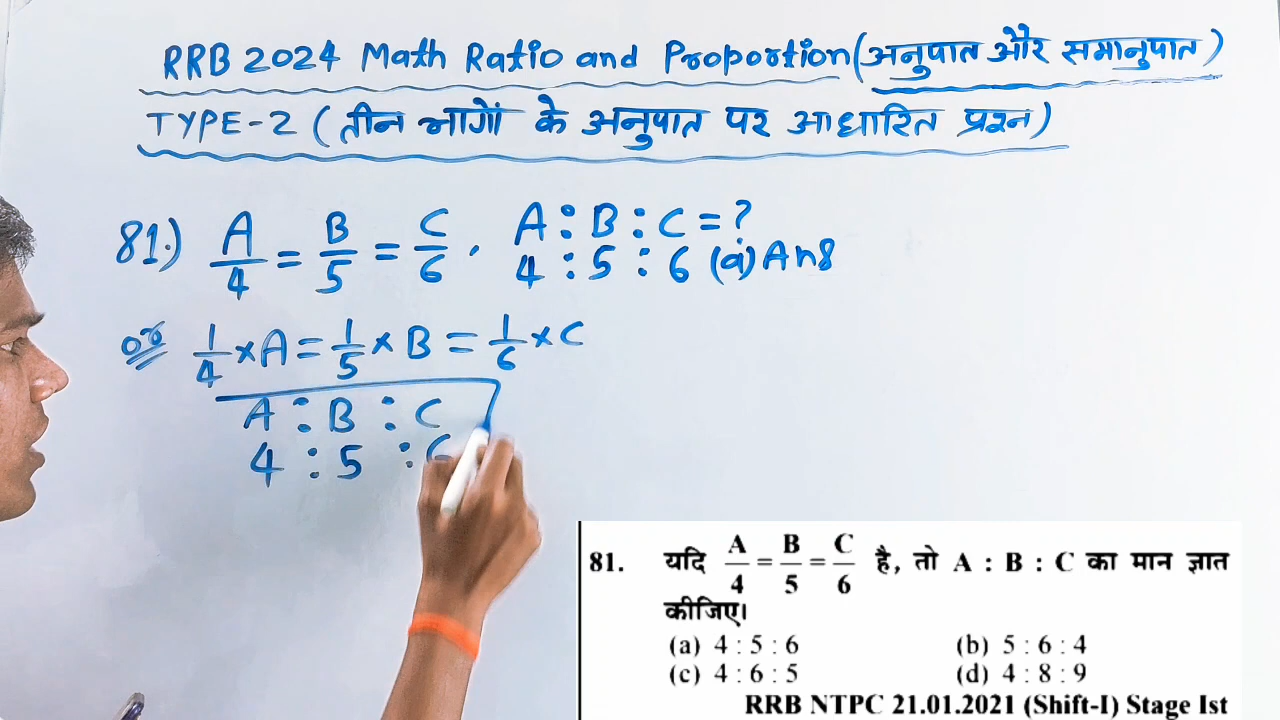 RRB 2024 Math Ratio and Proportion (अनुपात और समानुपात)
TYPE-2 (तीन भागों के अनुपात पर आधारित प्रश्न)
81.) A/4 = B/5 = C/6 , A : B : C = ?
4 : 5 : 6 (a) Ans
or 1/4 × A = 1/5 × B = 1/6 × C
A : B : C
4 : 5 : 6
81. यदि A/4 = B/5 = C/6 है, तो A : B : C का मान ज्ञात
कीजिए।
(a) 4 : 5 : 6 (b) 5 : 6 : 4
(c) 4 : 6 : 5 (d) 4 : 8 : 9
RRB NTPC 21.01.2021 (Shift-I) Stage Ist